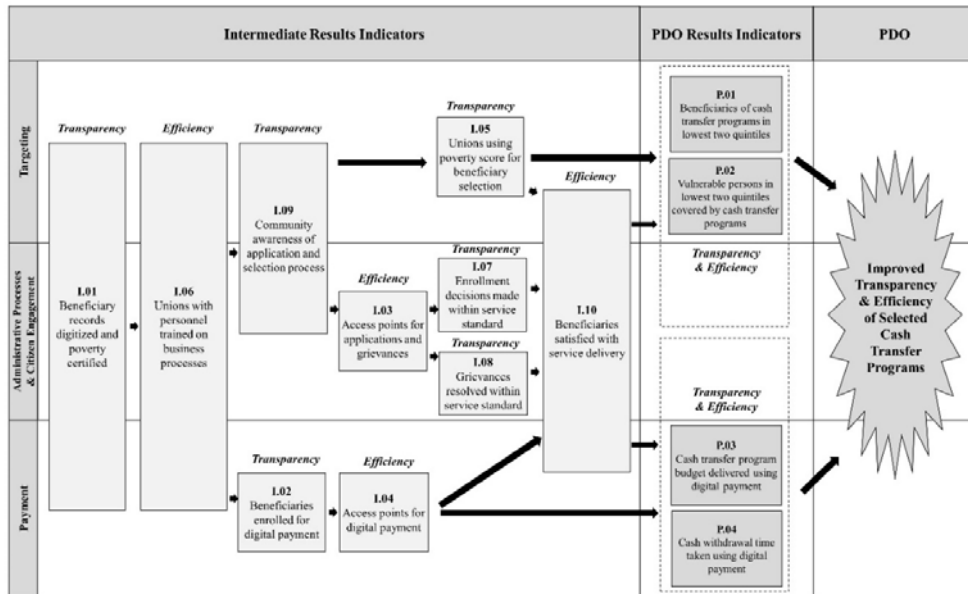 Intermediate Results Indicators
PDO Results Indicators
PDO
Targeting
Administrative Processes
& Citizen Engagement
Payment
Transparency
I.01
Beneficiary
records
digitized and
poverty
certified
Efficiency
I.06
Unions with
personnel
trained on
business
processes
Transparency
I.09
Community
awareness of
application and
selection process
Transparency
I.05
Unions using
poverty score for
beneficiary
selection
Efficiency
I.03
Access points for
applications and
grievances
Transparency
I.07
Enrollment
decisions made
within service
standard
Transparency
I.08
Grievances
resolved within
service standard
Transparency
I.02
Beneficiaries
enrolled for
digital payment
Efficiency
I.04
Access points for
digital payment
Efficiency
I.10
Beneficiaries
satisfied with
service delivery
P.01
Beneficiaries of cash
transfer programs in
lowest two quintiles
P.02
Vulnerable persons in
lowest two quintiles
covered by cash transfer
programs
Transparency
& Efficiency
Transparency
& Efficiency
P.03
Cash transfer program
budget delivered using
digital payment
P.04
Cash withdrawal time
taken using digital
payment
Improved
Transparency
& Efficiency
of Selected
Cash
Transfer
Programs